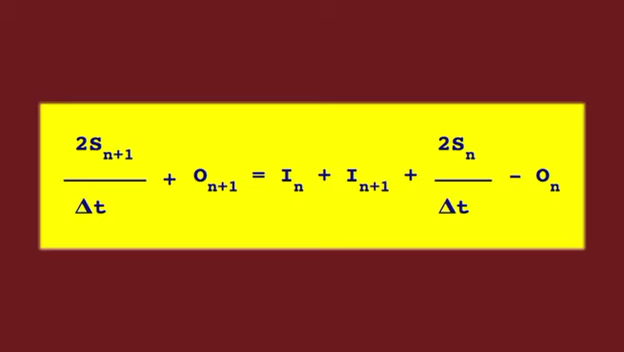 2S_{n+1}/Δt + O_{n+1} = I_n + I_{n+1} + 2S_n/Δt − O_n